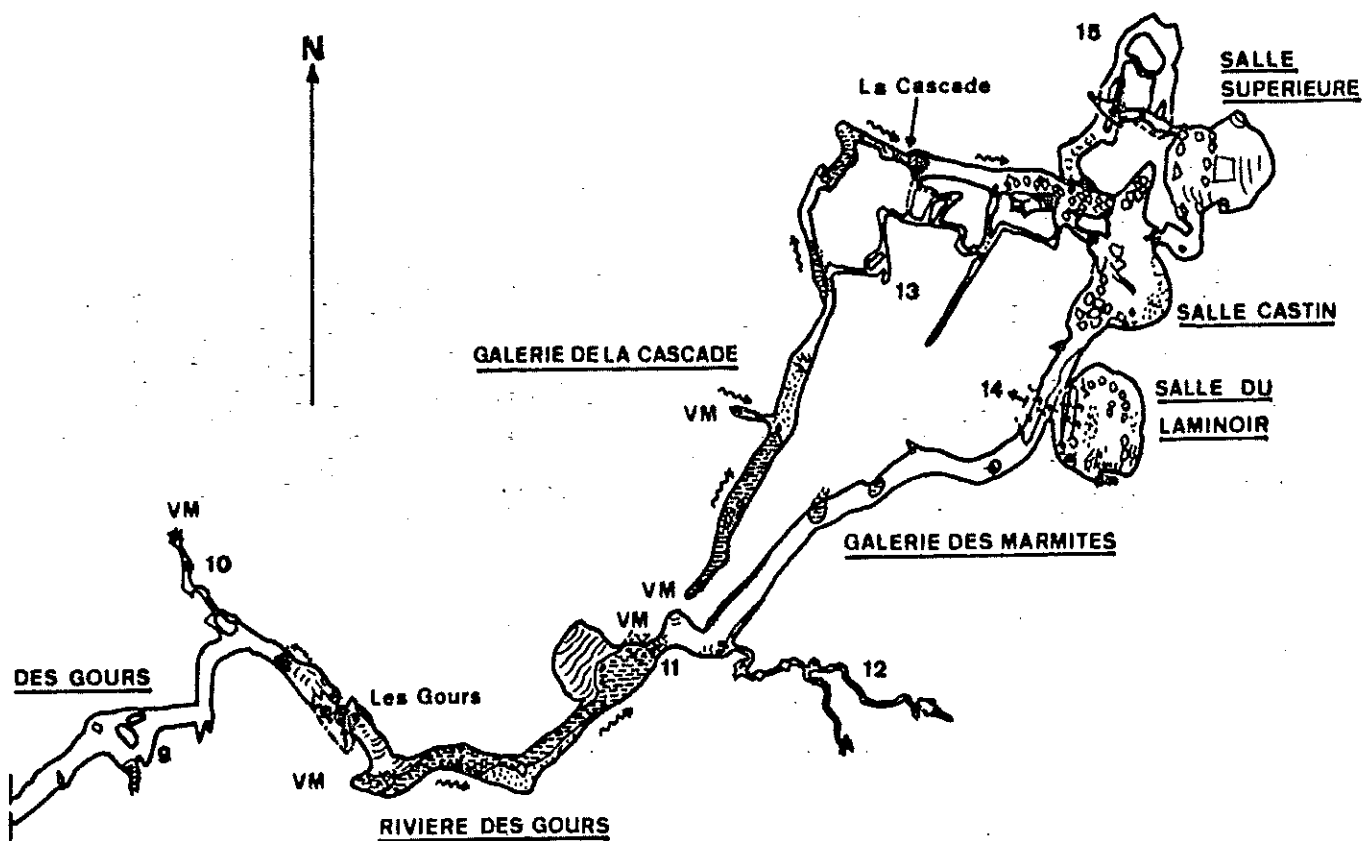 N
15
SALLE
SUPERIEURE
La Cascade
13
SALLE CASTIN
GALERIE DE LA CASCADE
14
SALLE DU
LAMINOIR
VM
VM
10
GALERIE DES MARMITES
VM
VM
11
12
DES GOURS
Les Gours
9
VM
RIVIERE DES GOURS